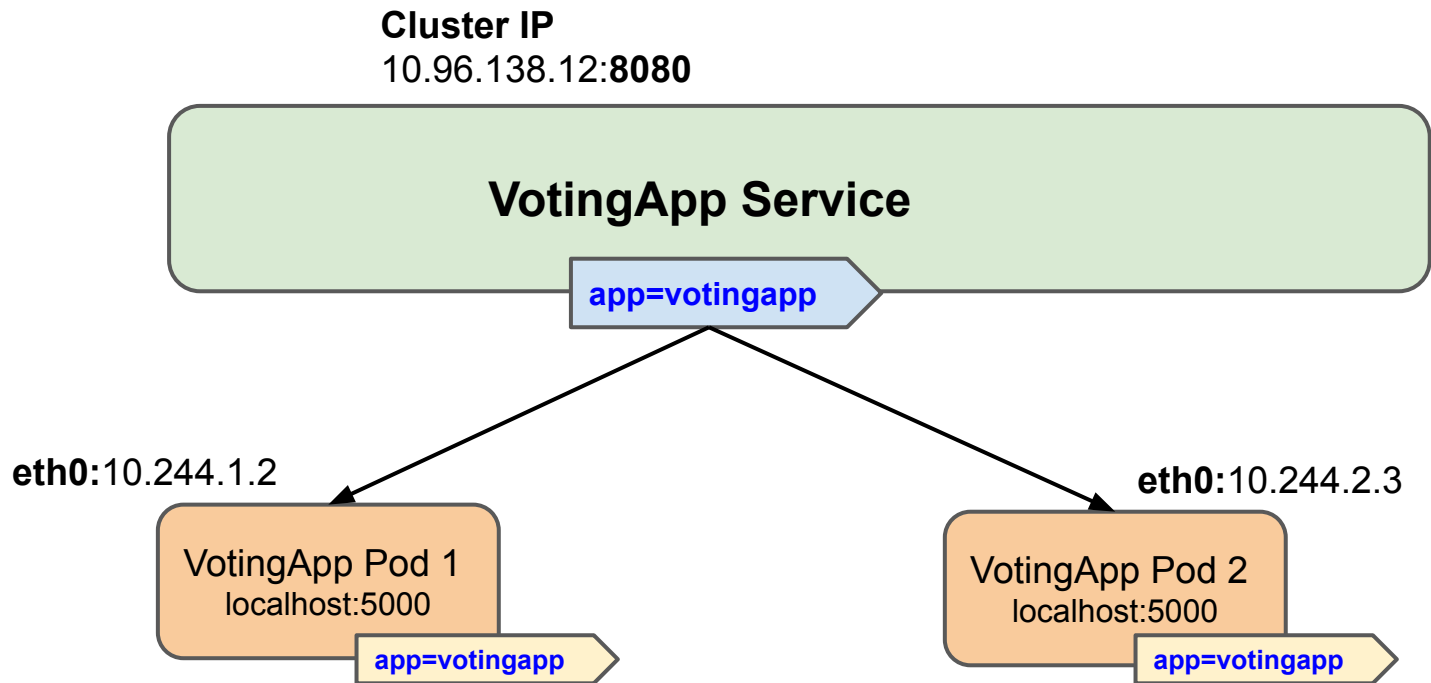 Cluster IP
10.96.138.12:8080
VotingApp Service
app=votingapp
eth0:10.244.1.2
eth0:10.244.2.3
VotingApp Pod 1
localhost:5000
app=votingapp
VotingApp Pod 2
localhost:5000
app=votingapp